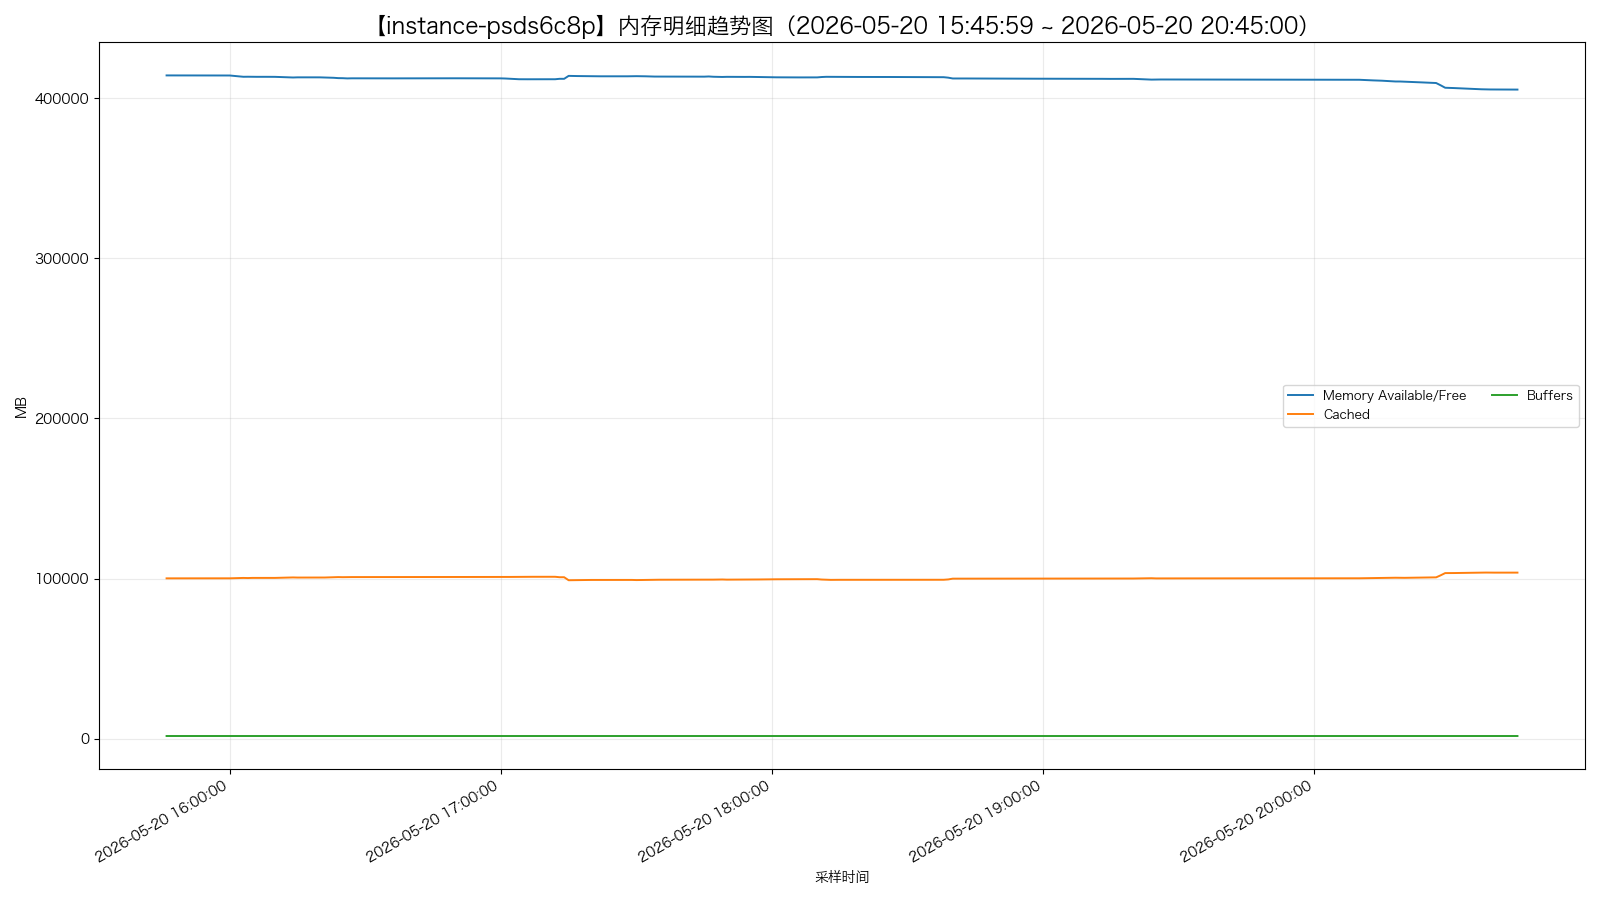 【instance-psds6c8p】内存明细趋势图（2026-05-20 15:45:59 ~ 2026-05-20 20:45:00）
400000
300000
200000
100000
0
MB
Memory Available/Free
Cached
Buffers
2026-05-20 16:00:00
2026-05-20 17:00:00
2026-05-20 18:00:00
2026-05-20 19:00:00
2026-05-20 20:00:00
采样时间